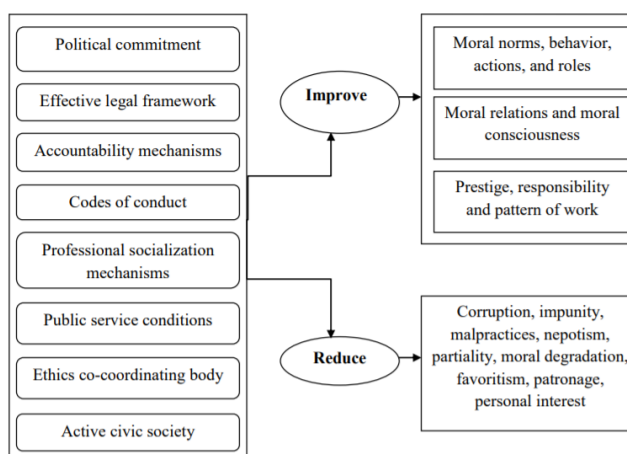 Political commitment
Effective legal framework
Accountability mechanisms
Codes of conduct
Professional socialization
mechanisms
Public service conditions
Ethics co-coordinating body
Active civic society
Improve
Reduce
Moral norms, behavior,
actions, and roles
Moral relations and moral
consciousness
Prestige, responsibility
and pattern of work
Corruption, impunity,
malpractices, nepotism,
partiality, moral degradation,
favoritism, patronage,
personal interest